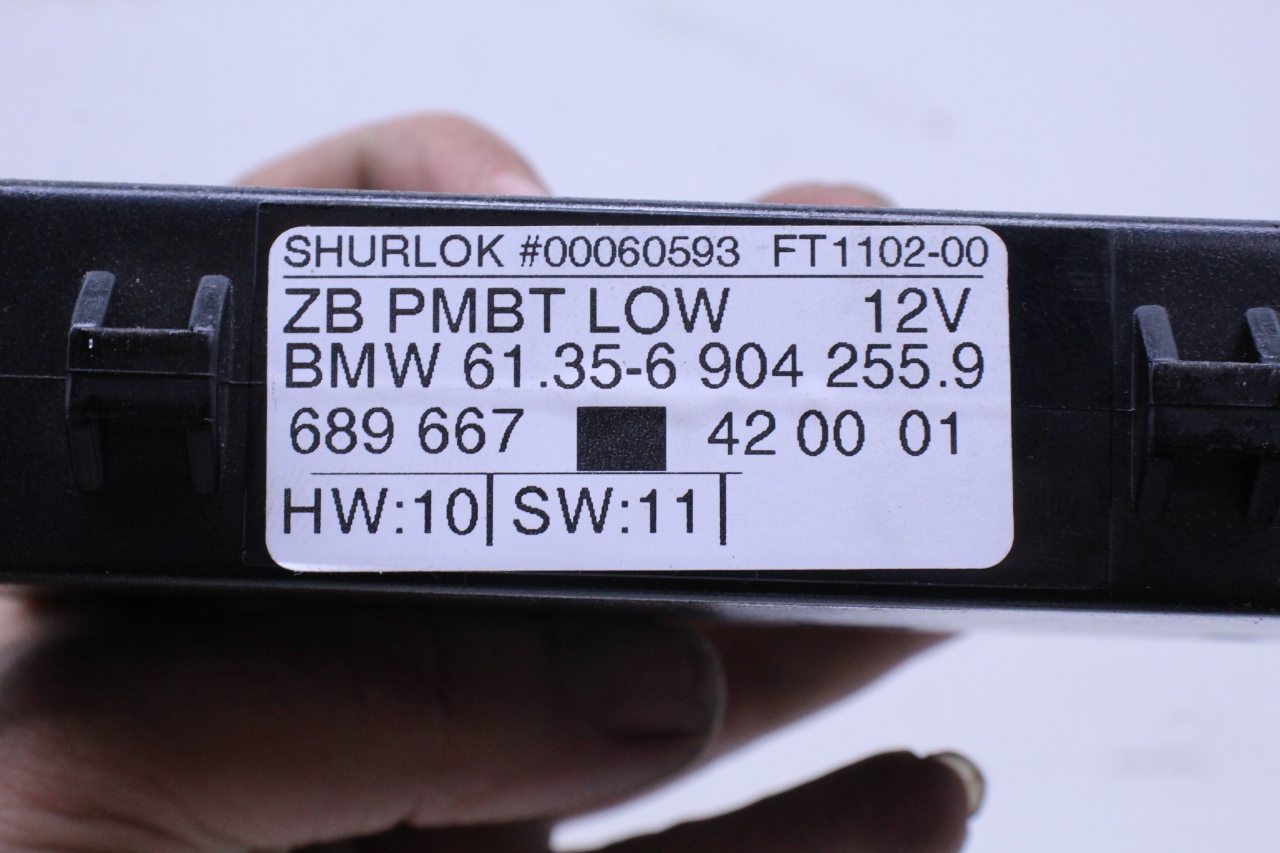 SHURLOK #00060593 FT1102-00
ZB PMBT LOW 12V
BMW 61.35-6 904 255.9
689 667 42 00 01
HW:10 SW:11